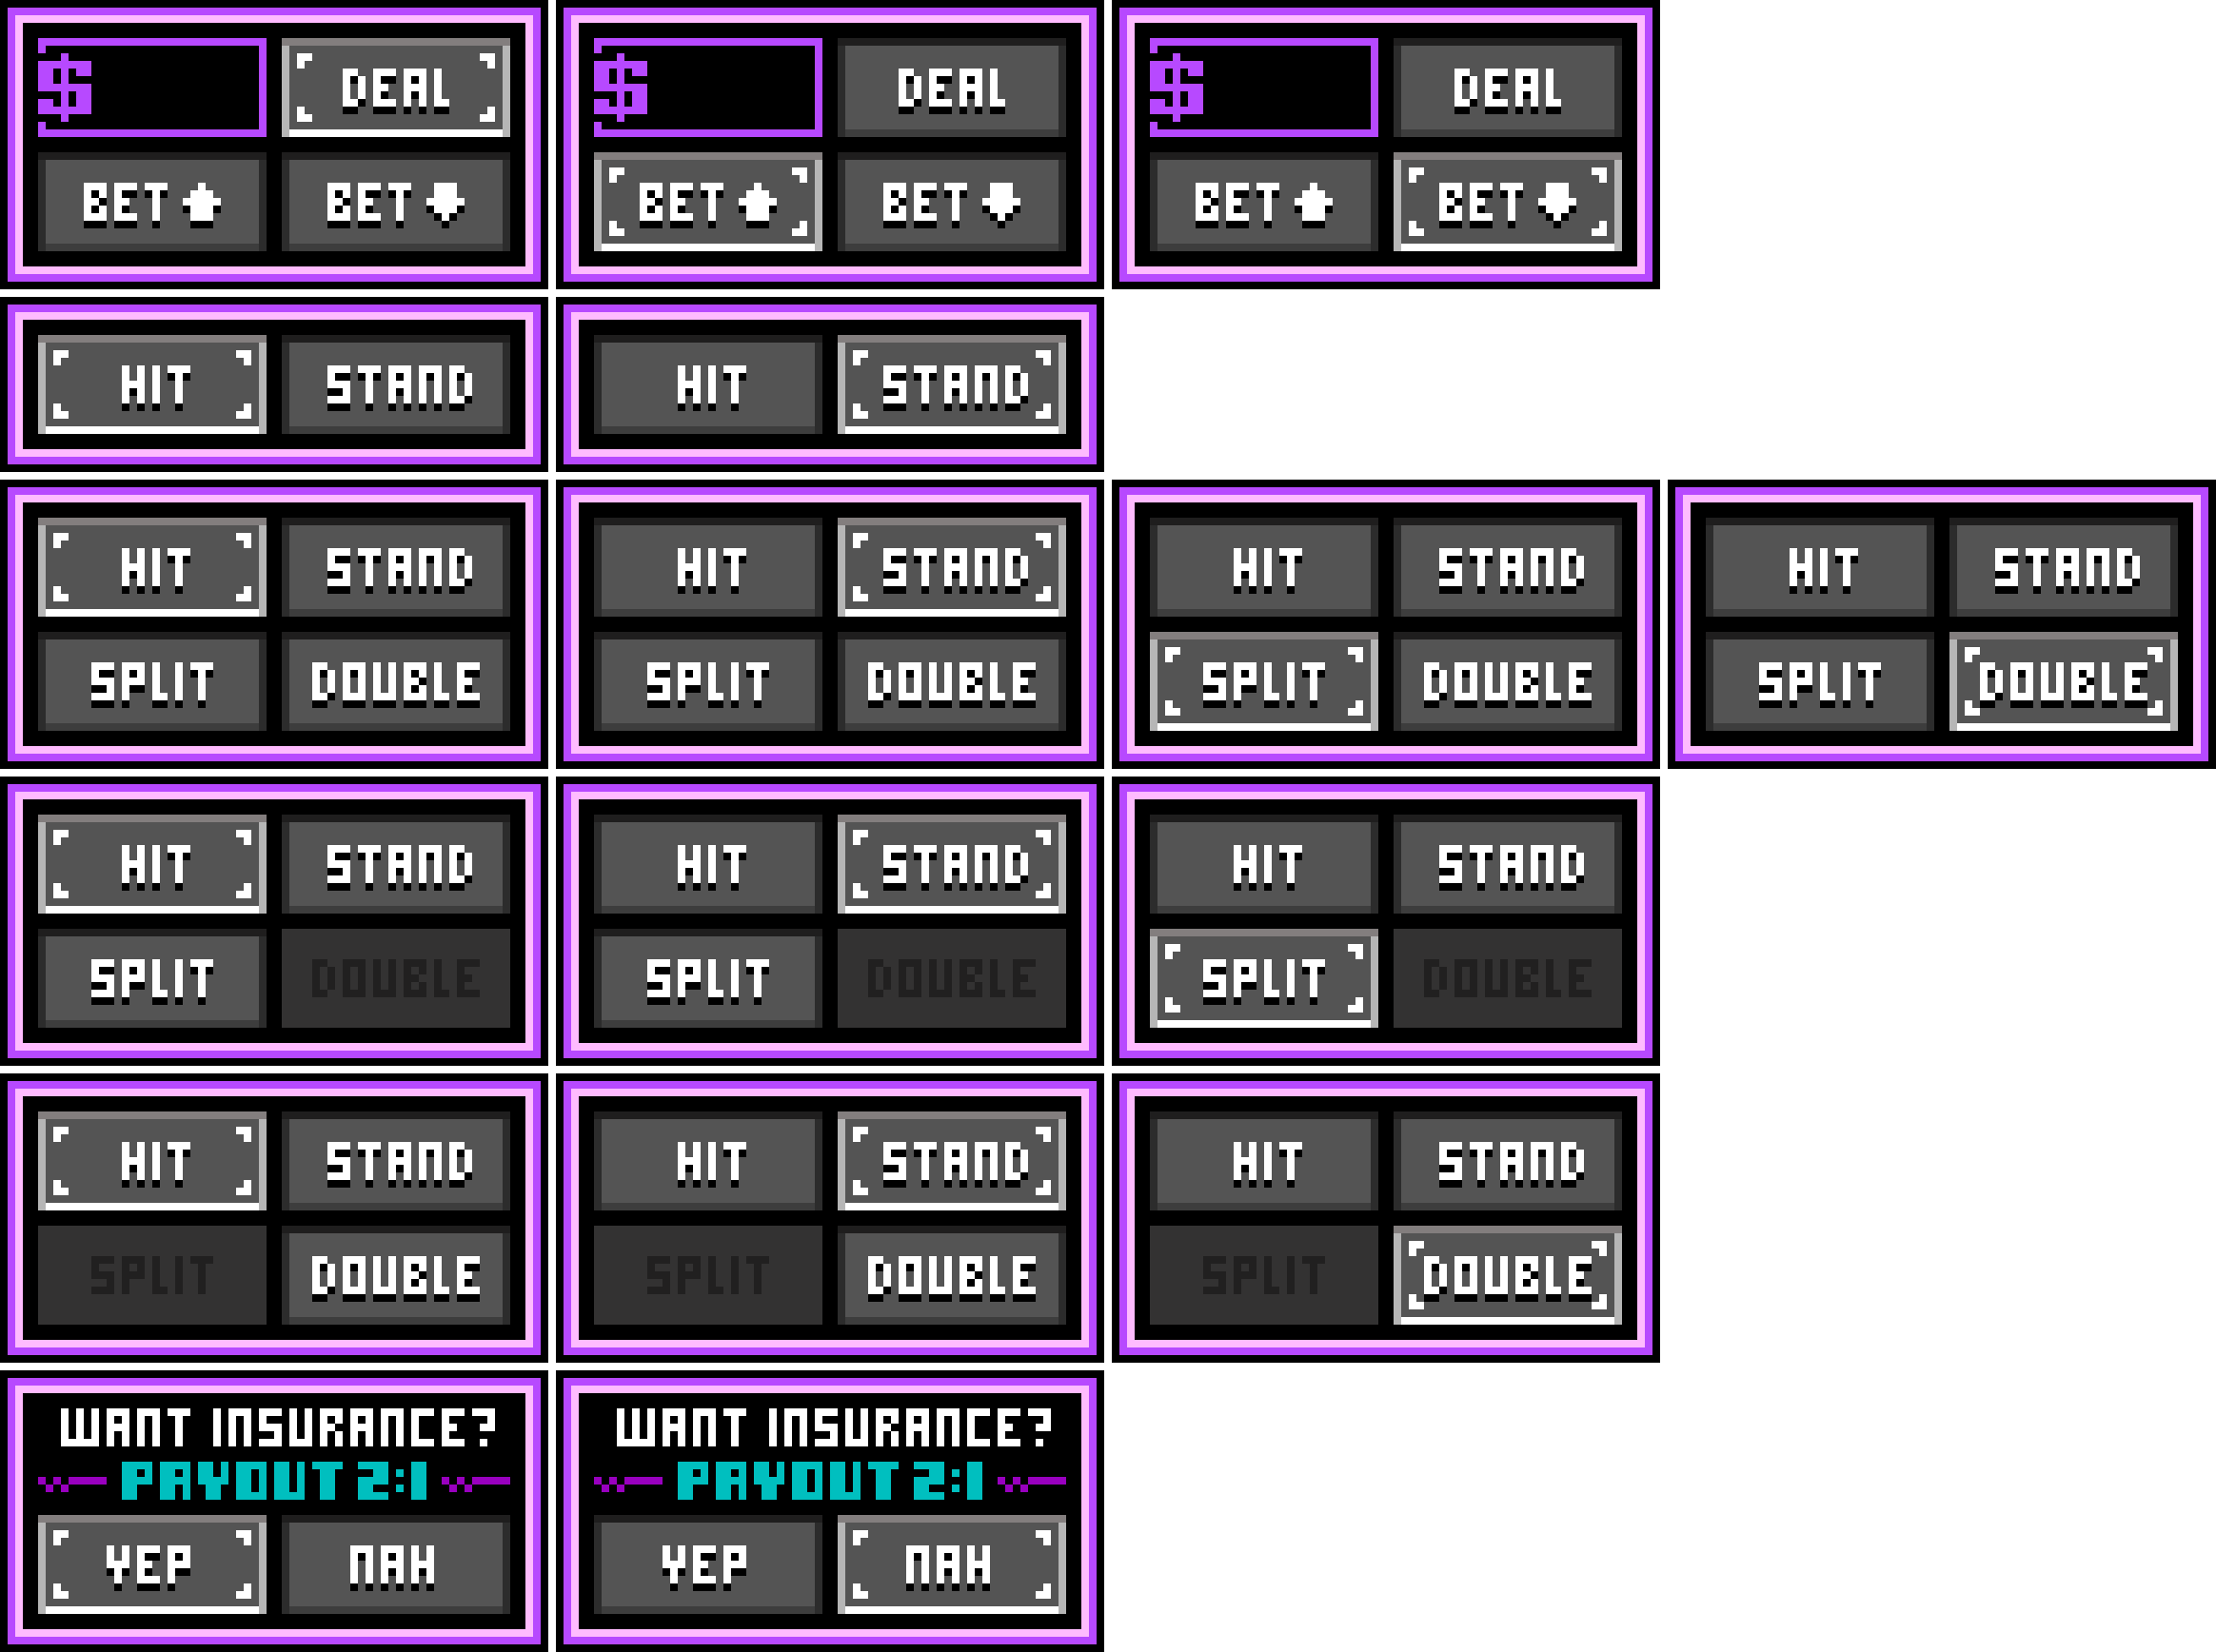 $ DEAL $ DEAL $ DEAL
BET BET BET BET BET BET
HIT STAND HIT STAND
HIT STAND HIT STAND HIT STAND HIT STAND
SPLIT DOUBLE SPLIT DOUBLE SPLIT DOUBLE SPLIT DOUBLE
HIT STAND HIT STAND HIT STAND
SPLIT DOUBLE SPLIT DOUBLE SPLIT DOUBLE
HIT STAND HIT STAND HIT STAND
SPLIT DOUBLE SPLIT DOUBLE SPLIT DOUBLE
WANT INSURANCE? WANT INSURANCE?
PAYOUT 2:1 PAYOUT 2:1
YEP NAH YEP NAH